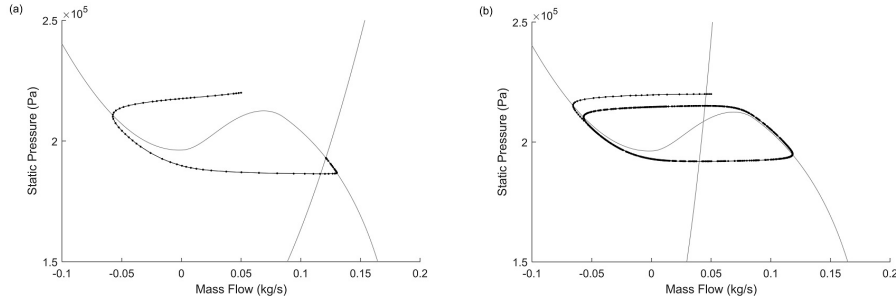 (a)
2.5 ×10⁵
2
1.5
Static Pressure (Pa)
-0.1 -0.05 0 0.05 0.1 0.15 0.2
Mass Flow (kg/s)
(b)
2.5 ×10⁵
2
1.5
Static Pressure (Pa)
-0.1 -0.05 0 0.05 0.1 0.15 0.2
Mass Flow (kg/s)